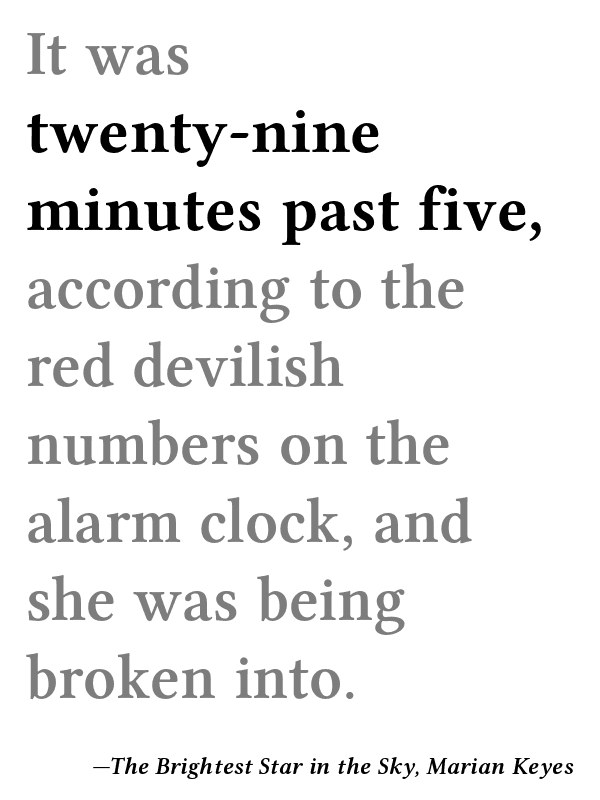 It was
twenty-nine
minutes past five,
according to the
red devilish
numbers on the
alarm clock, and
she was being
broken into.
—The Brightest Star in the Sky, Marian Keyes